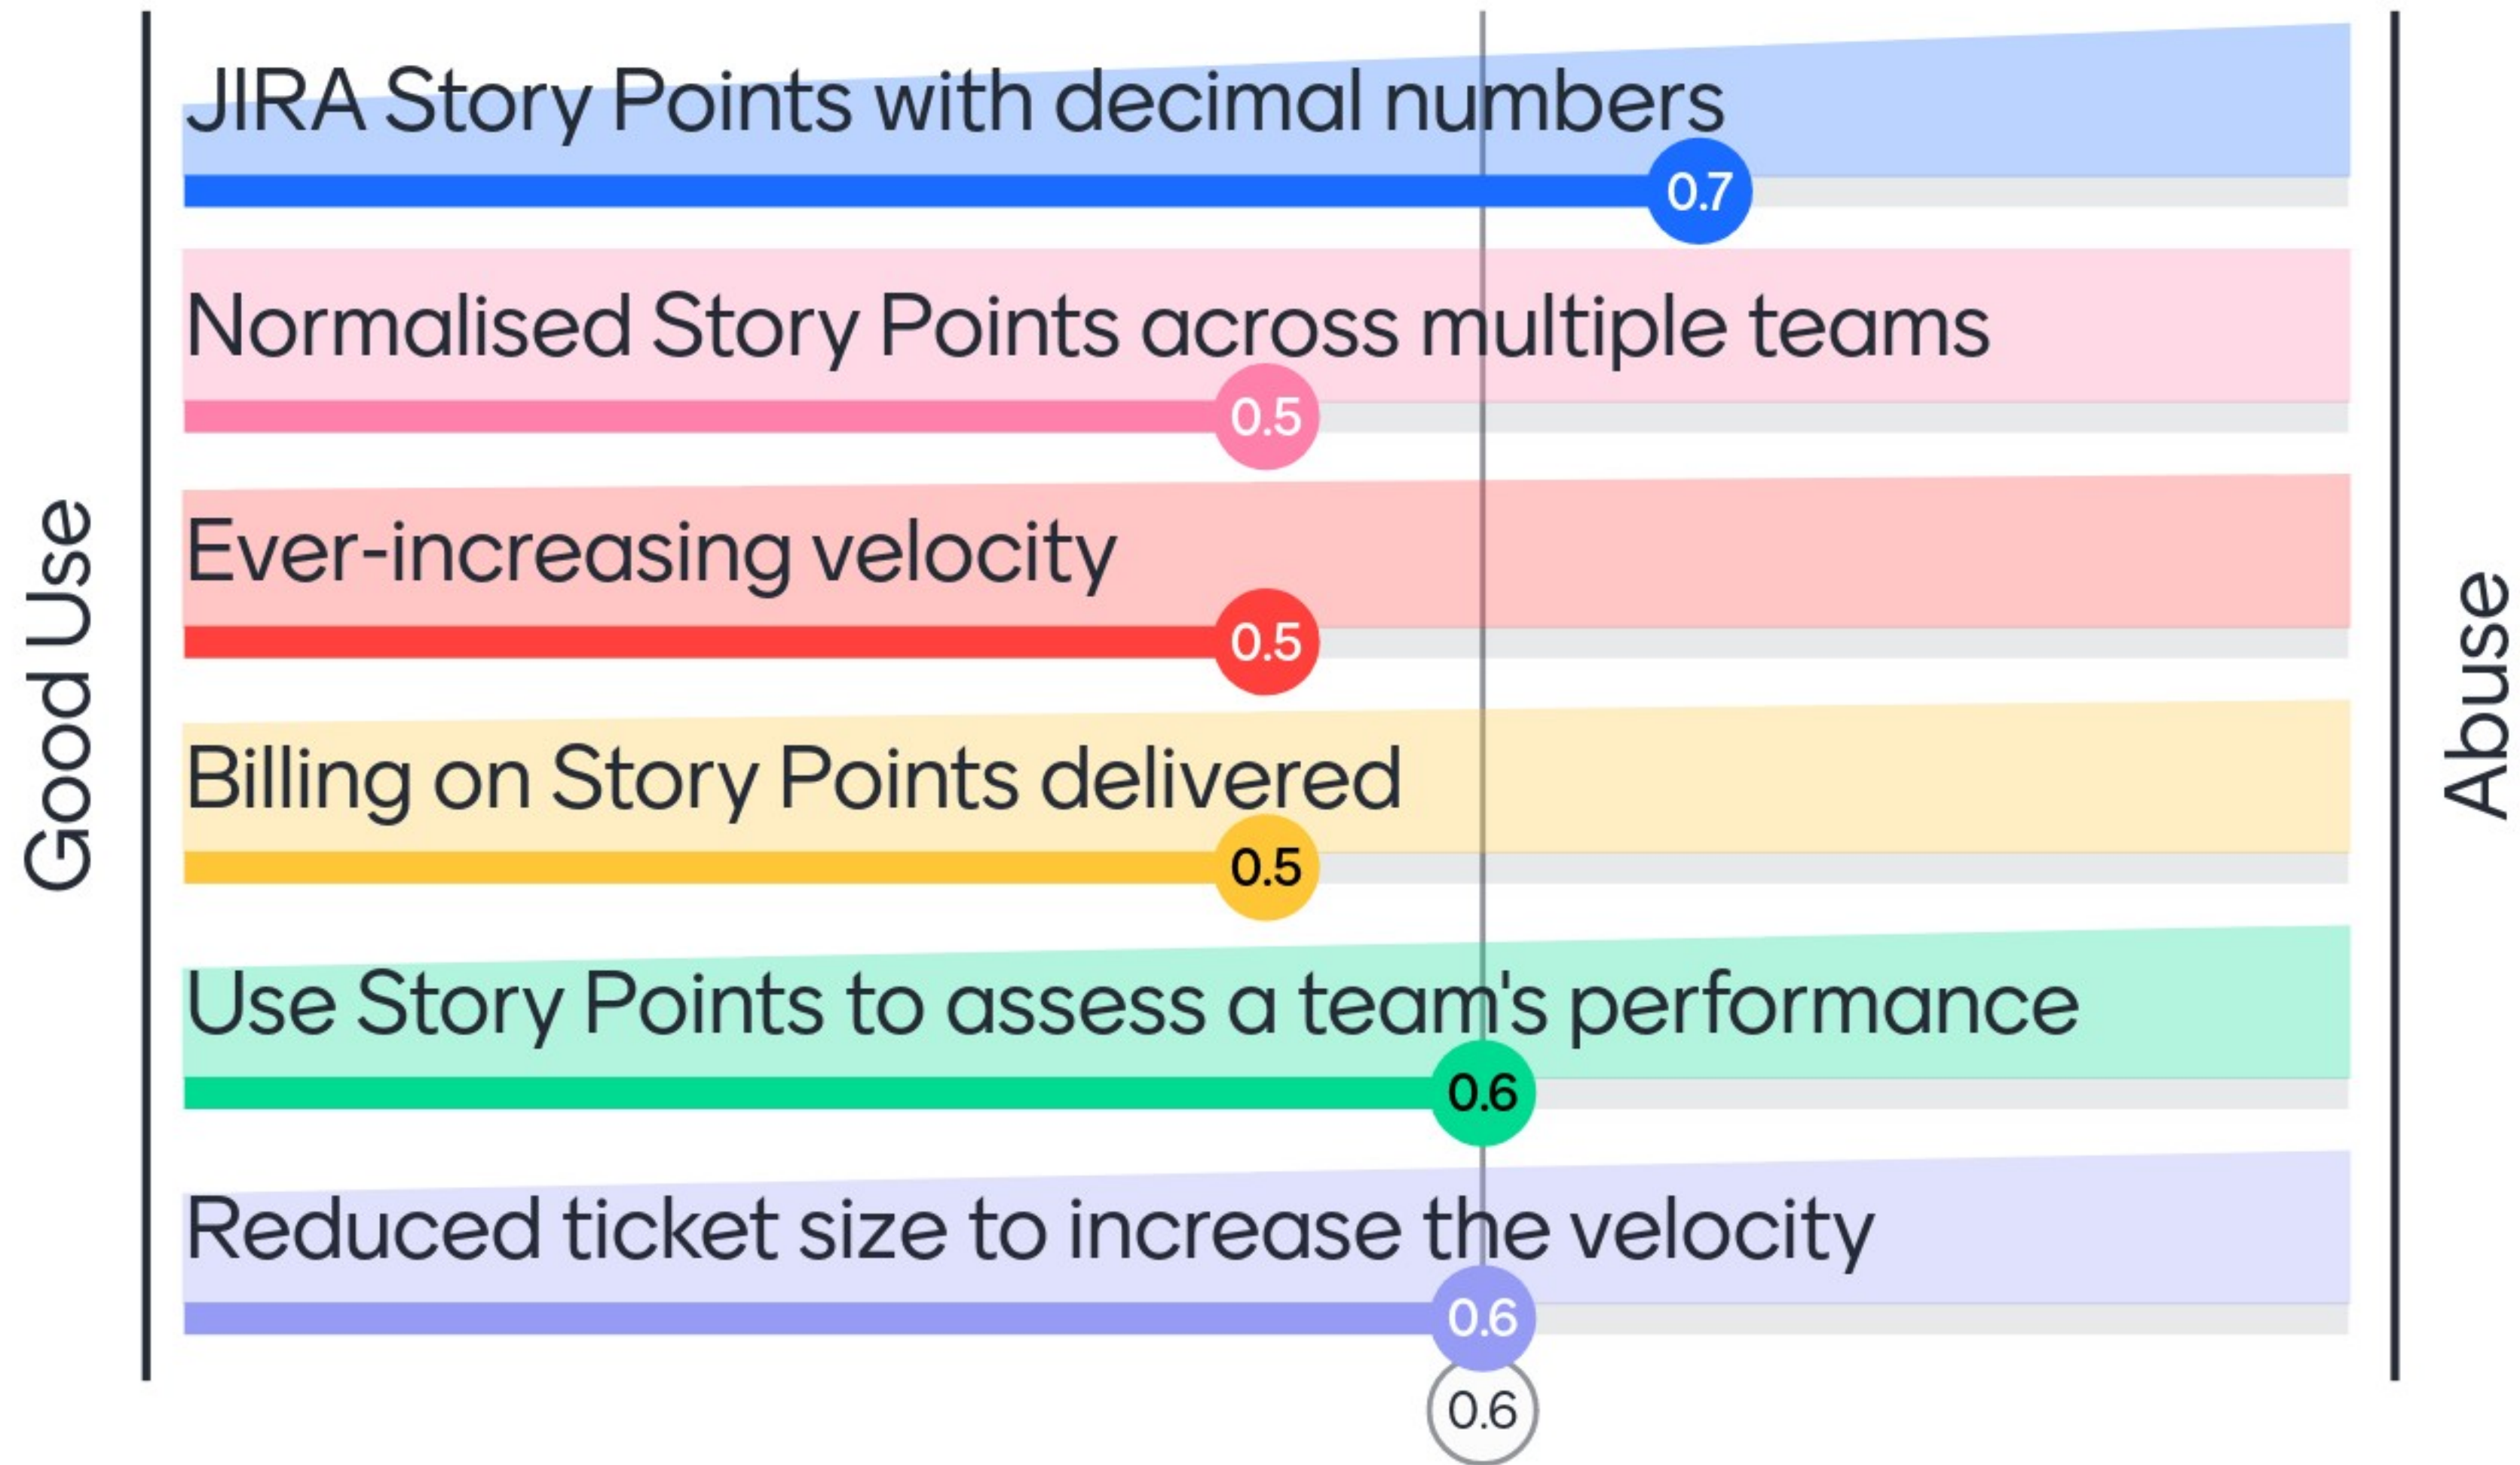 JIRA Story Points with decimal numbers
0.7
Normalised Story Points across multiple teams
0.5
Ever-increasing velocity
0.5
Good Use
Abuse
Billing on Story Points delivered
0.5
Use Story Points to assess a team's performance
0.6
Reduced ticket size to increase the velocity
0.6
0.6